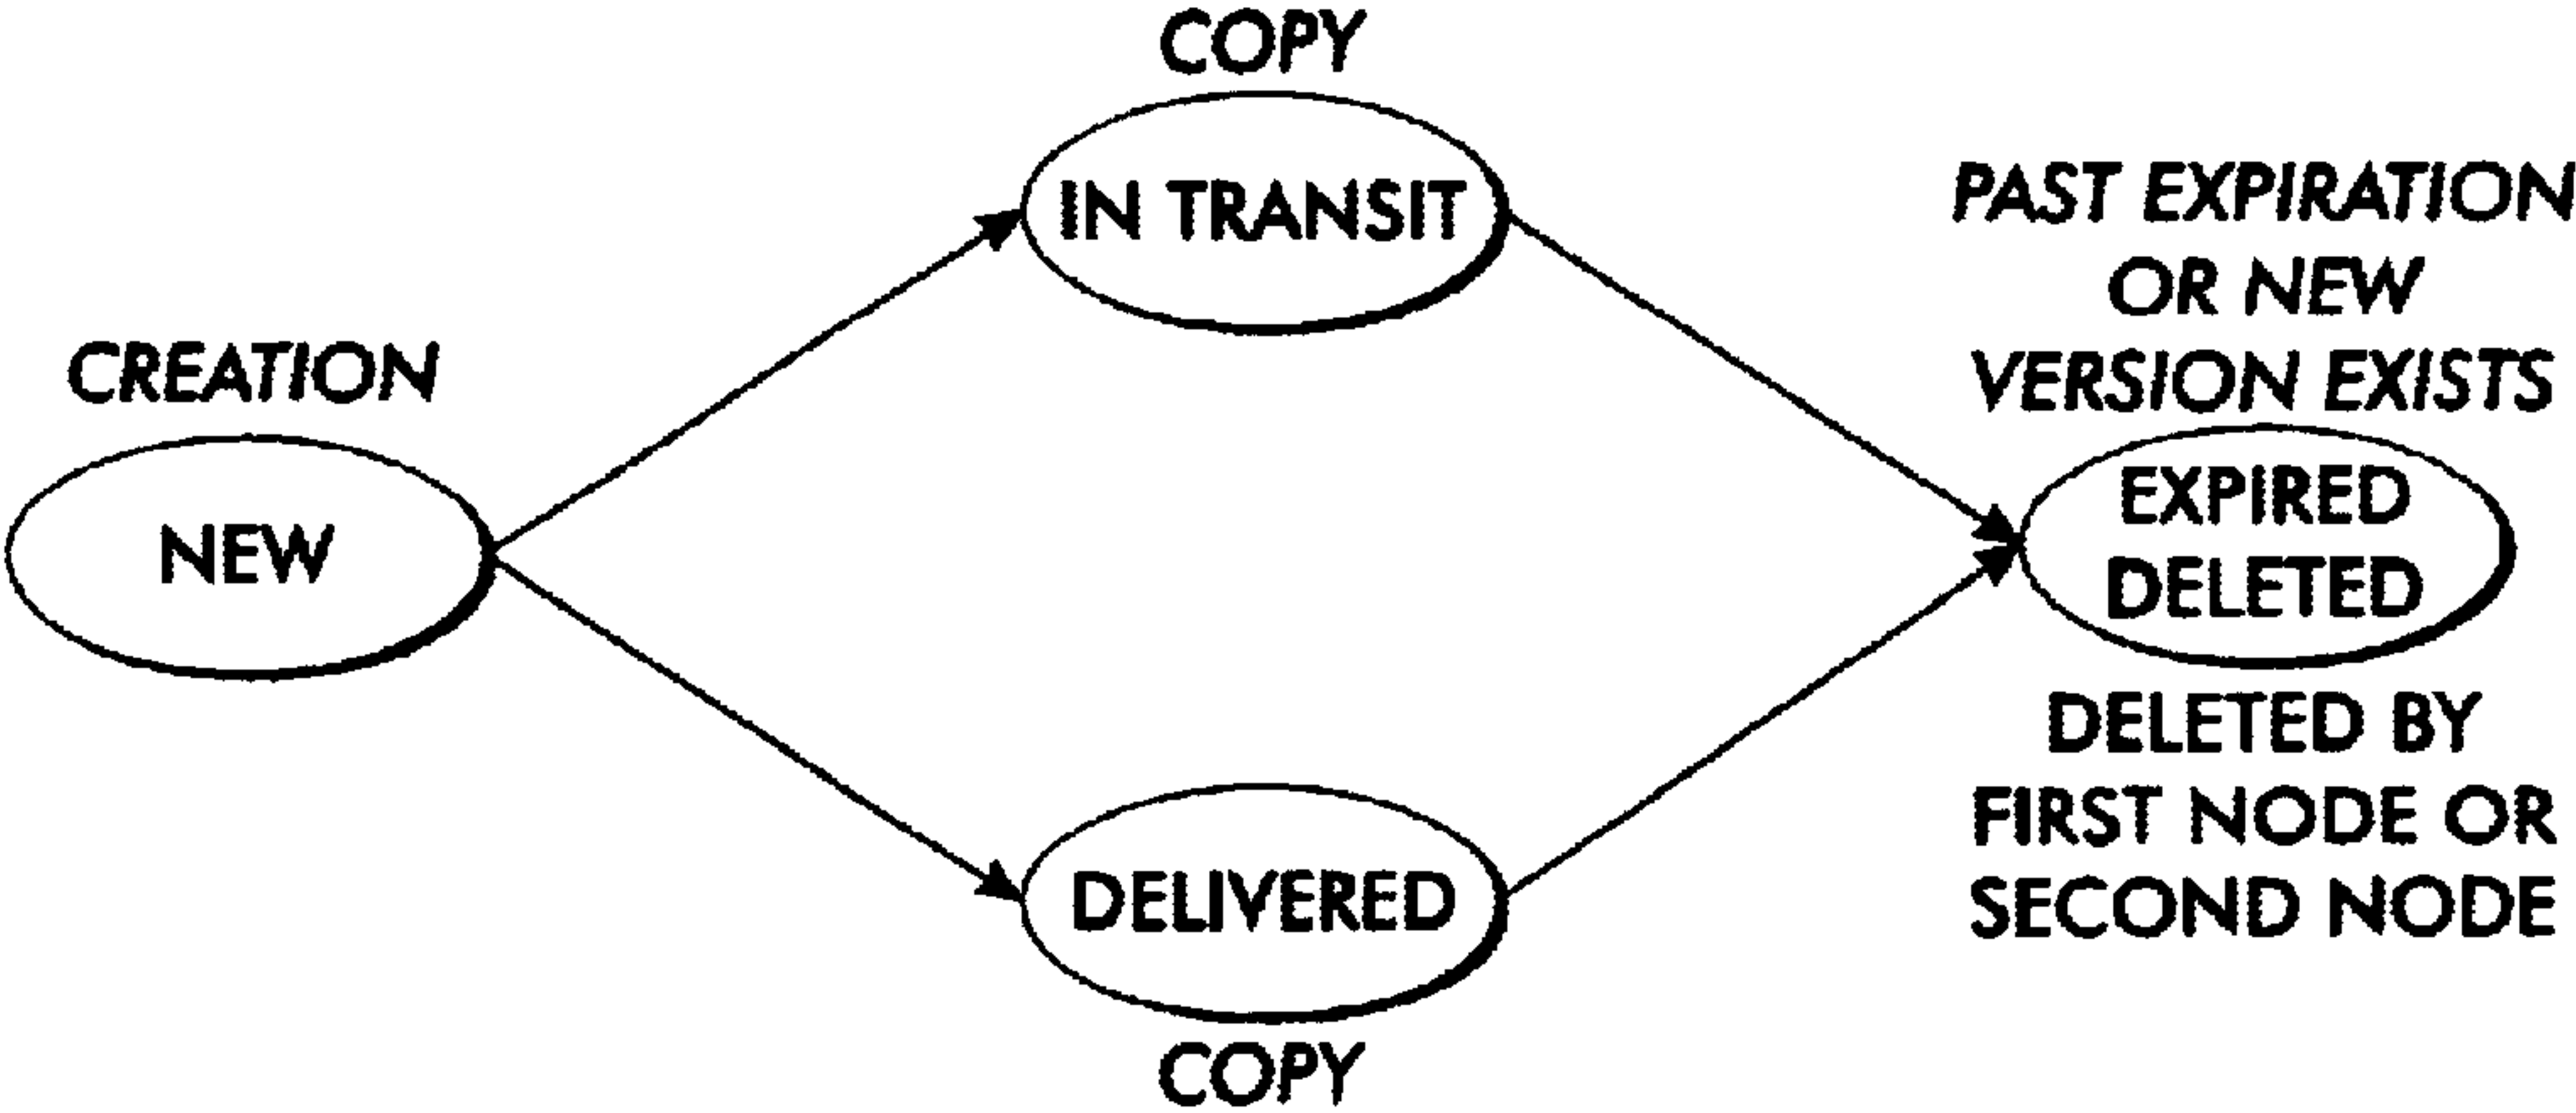 COPY
IN TRANSIT
CREATION
NEW
PAST EXPIRATION
OR NEW
VERSION EXISTS
EXPIRED
DELETED
DELETED BY
FIRST NODE OR
SECOND NODE
DELIVERED
COPY